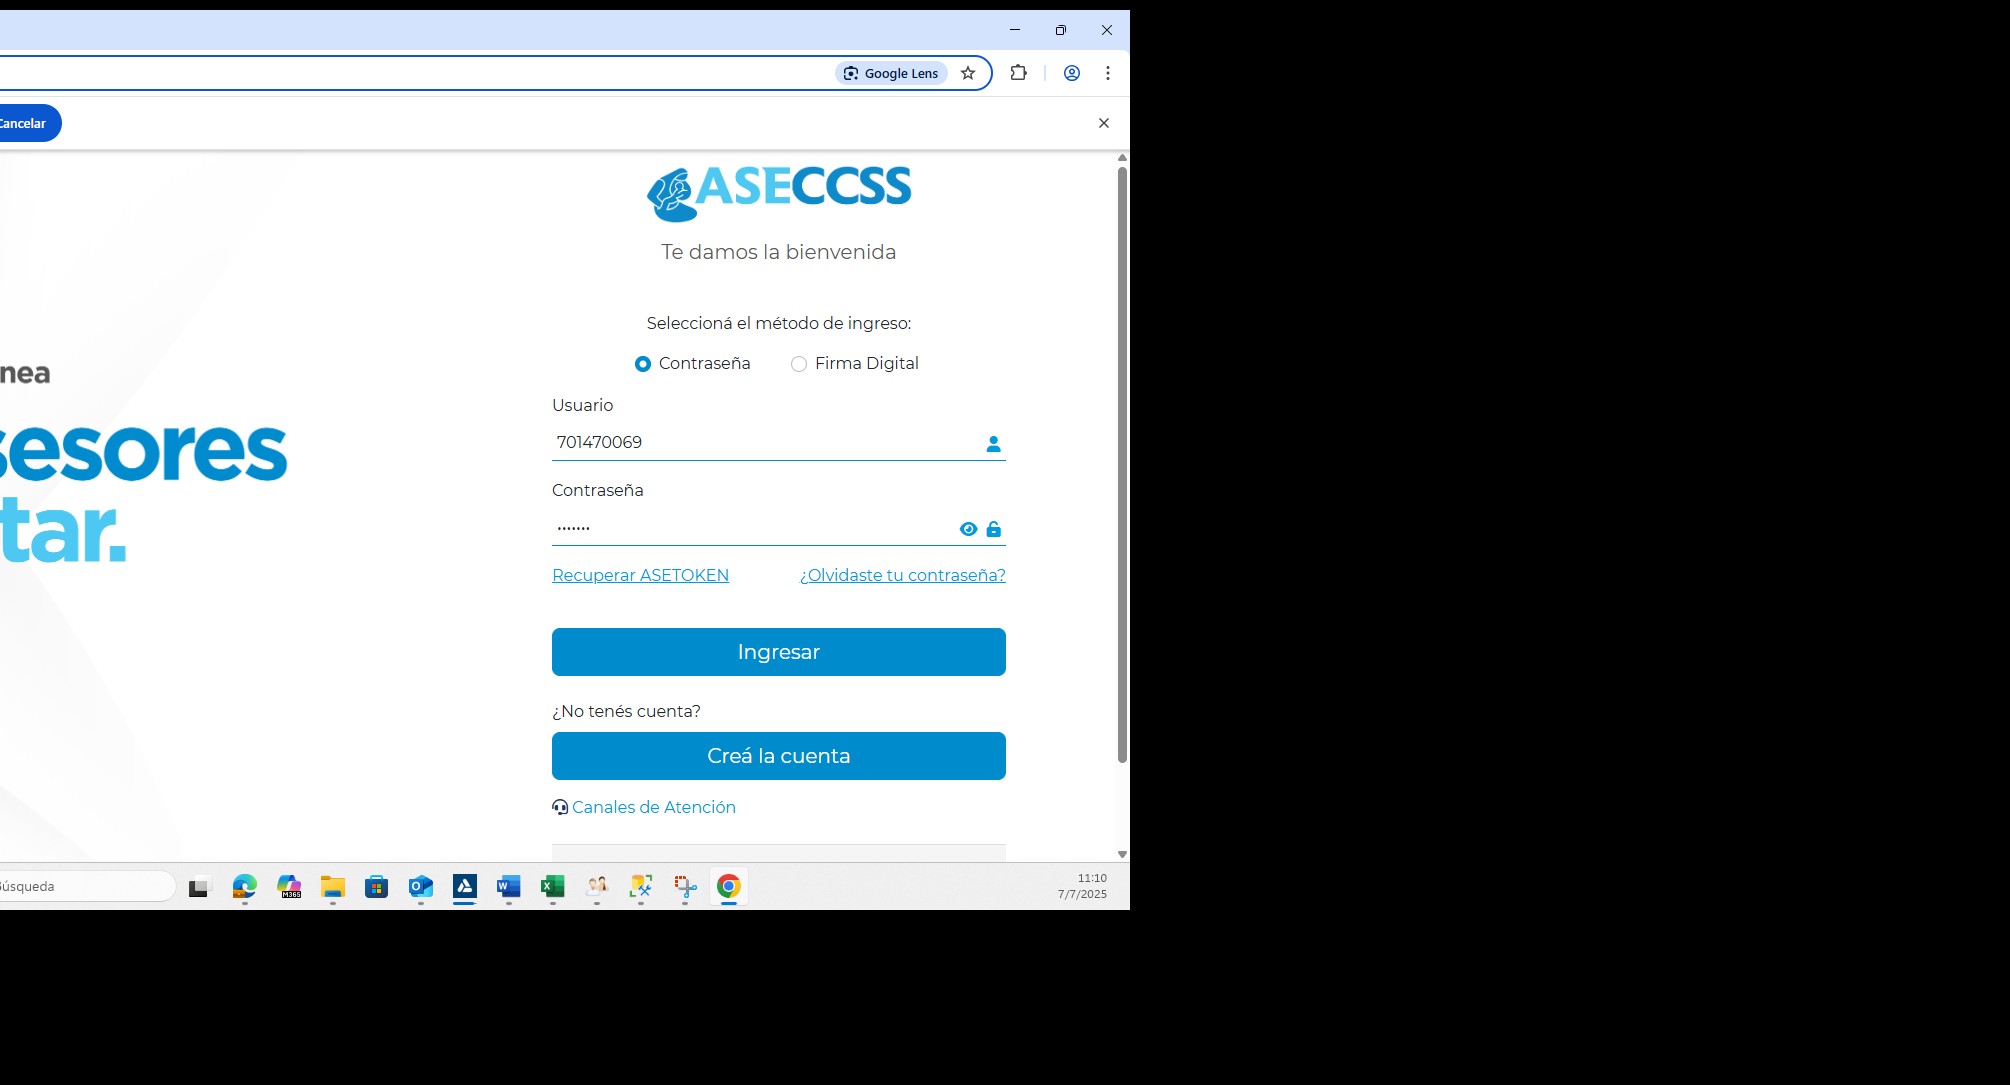 Google Lens
Cancelar
ASECCSS
Te damos la bienvenida
Seleccioná el método de ingreso:
Contraseña Firma Digital
nea
sesores
tar.
Usuario
701470069
Contraseña
•••••••
Recuperar ASETOKEN ¿Olvidaste tu contraseña?
Ingresar
¿No tenés cuenta?
Creá la cuenta
Canales de Atención
Búsqueda
M365
11:10
7/7/2025